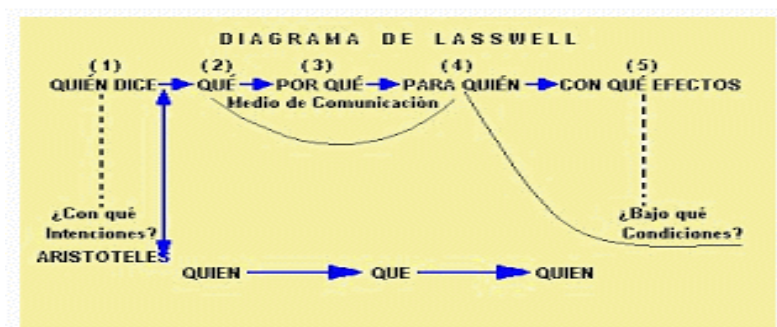 DIAGRAMA DE LASSWELL
(1) (2) (3) (4) (5)
QUIÉN DICE QUÉ POR QUÉ PARA QUIÉN CON QUÉ EFECTOS
Medio de Comunicación
¿Con qué ¿Bajo qué
Intenciones? Condiciones?
ARISTOTELES
QUIEN QUE QUIEN